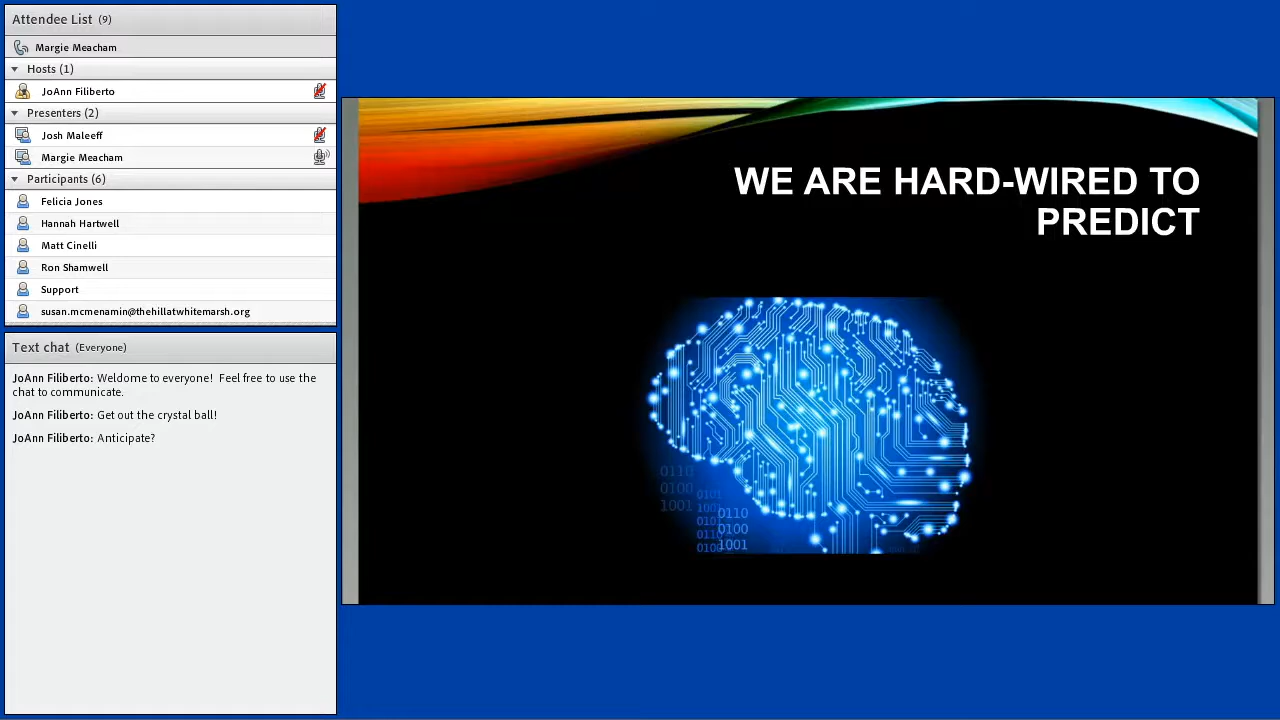 Attendee List (9)
Margie Meacham
Hosts (1)
JoAnn Filiberto
Presenters (2)
Josh Maleeff
Margie Meacham
Participants (6)
Felicia Jones
Hannah Hartwell
Matt Cinelli
Ron Shamwell
Support
susan.mcmenamin@thehillatwhitemarsh.org
Text chat (Everyone)
JoAnn Filiberto: Weldome to everyone! Feel free to use the
chat to communicate.
JoAnn Filiberto: Get out the crystal ball!
JoAnn Filiberto: Anticipate?
WE ARE HARD-WIRED TO
PREDICT
0110
0100
1001
0101
0110
0100
1001